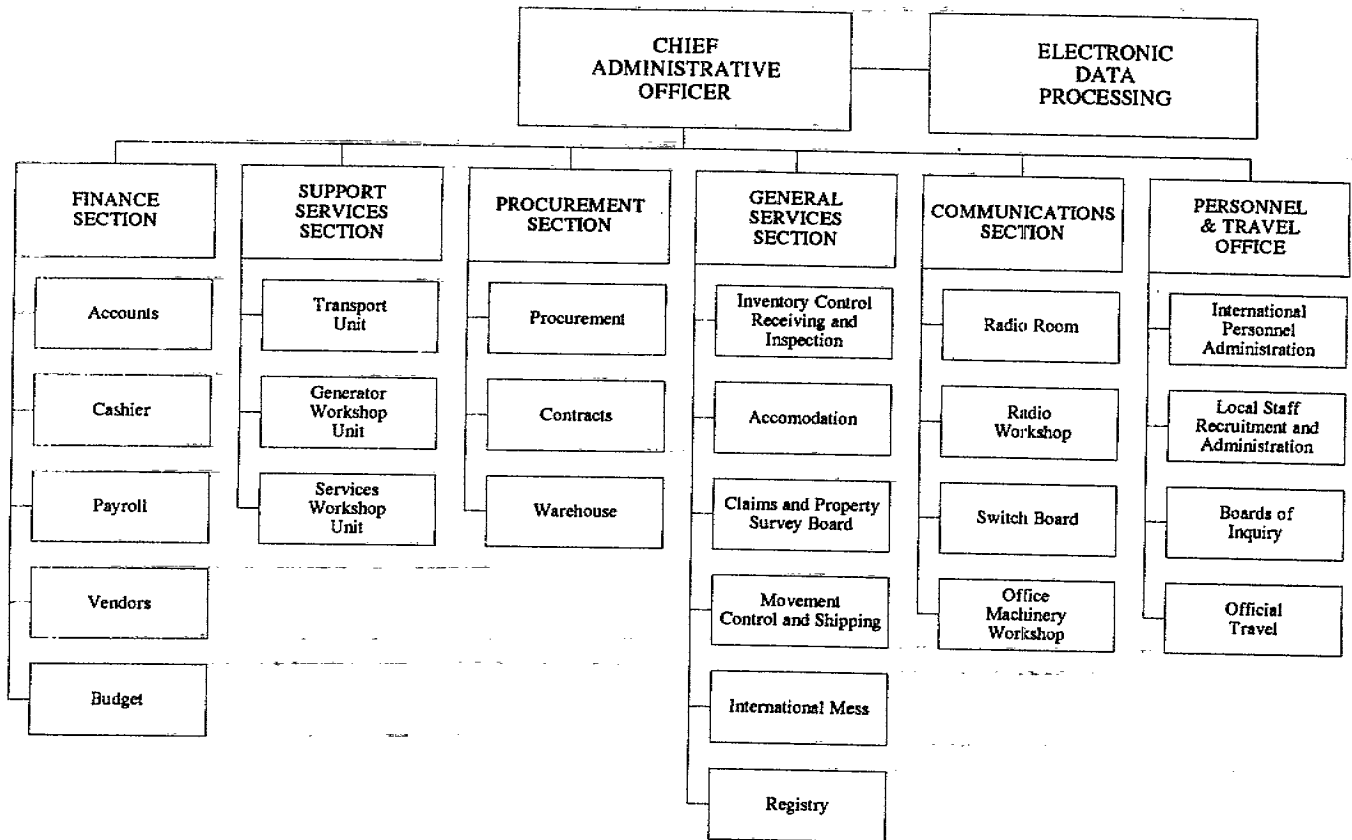 CHIEF
ADMINISTRATIVE
OFFICER
ELECTRONIC
DATA
PROCESSING
FINANCE
SECTION
Accounts
Cashier
Payroll
Vendors
Budget
SUPPORT
SERVICES
SECTION
Transport
Unit
Generator
Workshop
Unit
Services
Workshop
Unit
PROCUREMENT
SECTION
Procurement
Contracts
Warehouse
GENERAL
SERVICES
SECTION
Inventory Control
Receiving and
Inspection
Accomodation
Claims and Property
Survey Board
Movement
Control and Shipping
International Mess
Registry
COMMUNICATIONS
SECTION
Radio Room
Radio
Workshop
Switch Board
Office
Machinery
Workshop
PERSONNEL
& TRAVEL
OFFICE
International
Personnel
Administration
Local Staff
Recruitment and
Administration
Boards of
Inquiry
Official
Travel